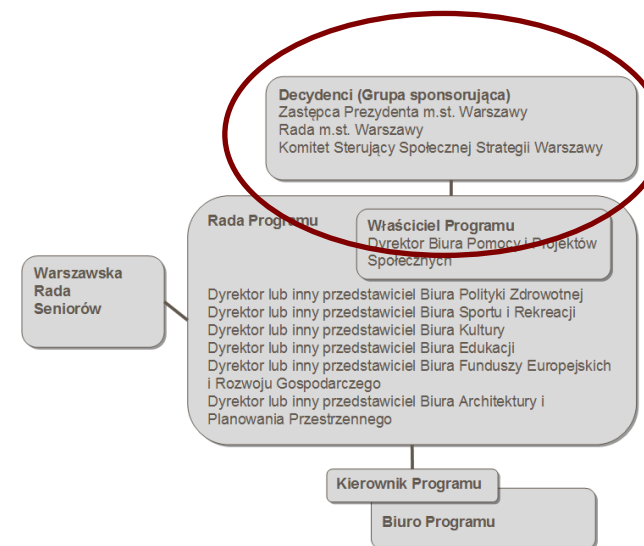 Decydenci (Grupa sponsorująca)
Zastępca Prezydenta m.st. Warszawy
Rada m.st. Warszawy
Komitet Sterujący Społecznej Strategii Warszawy
Rada Programu
Właściciel Programu
Dyrektor Biura Pomocy i Projektów
Społecznych
Warszawska
Rada
Seniorów
Dyrektor lub inny przedstawiciel Biura Polityki Zdrowotnej
Dyrektor lub inny przedstawiciel Biura Sportu i Rekreacji
Dyrektor lub inny przedstawiciel Biura Kultury
Dyrektor lub inny przedstawiciel Biura Edukacji
Dyrektor lub inny przedstawiciel Biura Funduszy Europejskich
i Rozwoju Gospodarczego
Dyrektor lub inny przedstawiciel Biura Architektury i
Planowania Przestrzennego
Kierownik Programu
Biuro Programu